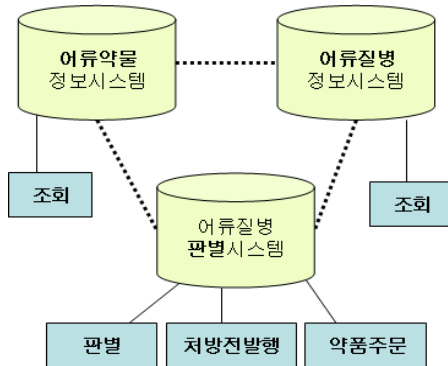 어류약물
정보시스템
어류질병
정보시스템
조회
조회
어류질병
판별시스템
판별
처방전발행
약품주문